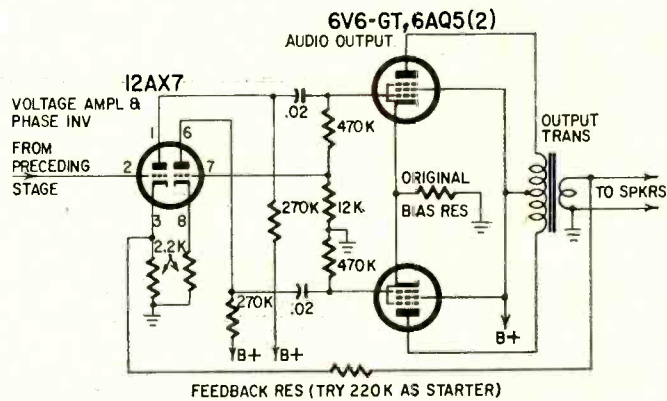 6V6-GT, 6AQ5(2)
AUDIO OUTPUT
12AX7
VOLTAGE AMPL &
PHASE INV
1
6
.02
FROM
PRECEDING
2
7
STAGE
470K
OUTPUT
TRANS
ORIGINAL
TO SPKRS
270K
12K
BIAS RES
3
8
2.2K
470K
270K
.02
B+
B+
B+
FEEDBACK RES (TRY 220K AS STARTER)